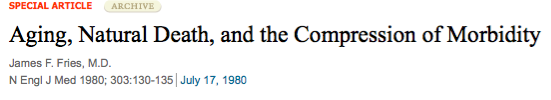 SPECIAL ARTICLE ARCHIVE
Aging, Natural Death, and the Compression of Morbidity
James F. Fries, M.D.
N Engl J Med 1980; 303:130-135 | July 17, 1980